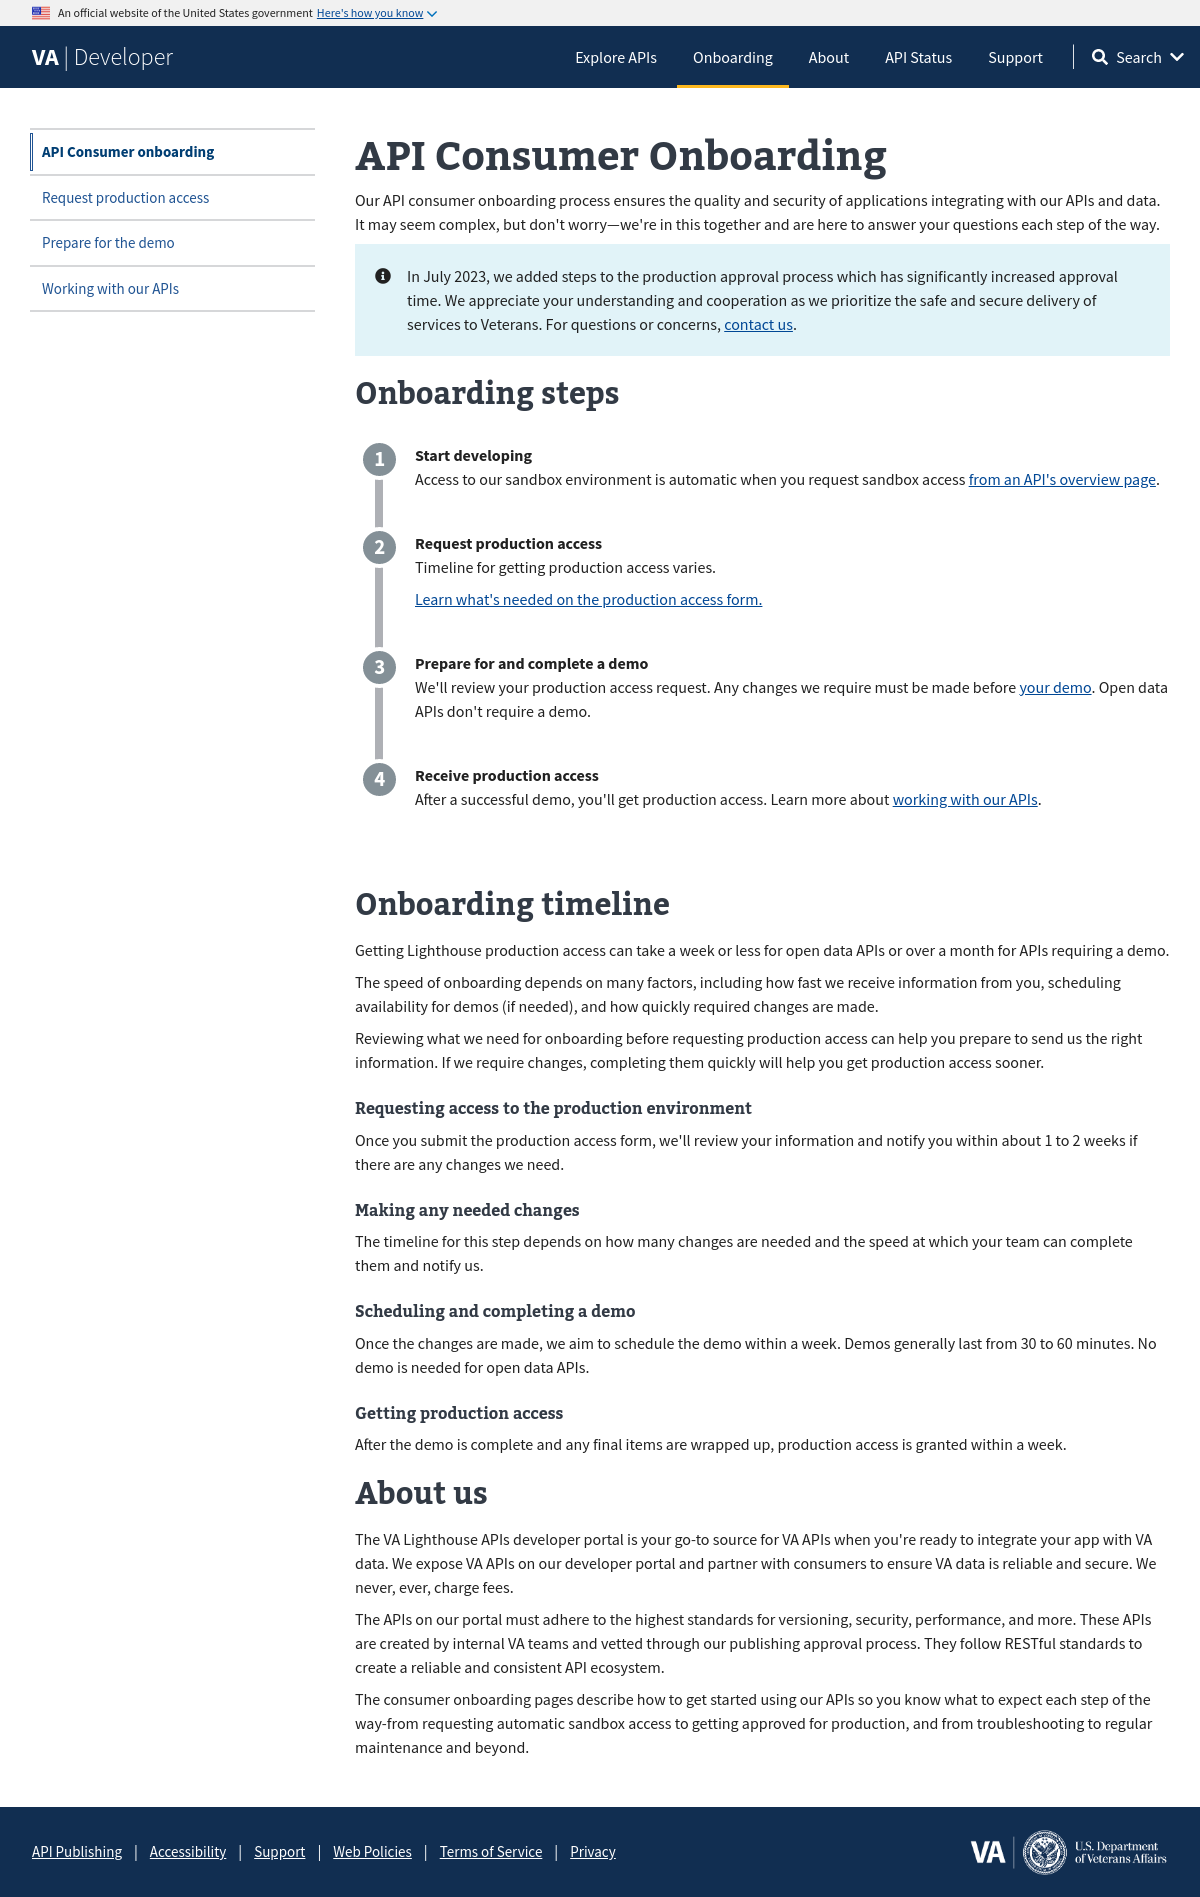 An official website of the United States government Here's how you know
VA | Developer
Explore APIs
Onboarding
About
API Status
Support
Search
API Consumer onboarding
Request production access
Prepare for the demo
Working with our APIs
API Consumer Onboarding
Our API consumer onboarding process ensures the quality and security of applications integrating with our APIs and data.
It may seem complex, but don't worry—we're in this together and are here to answer your questions each step of the way.
In July 2023, we added steps to the production approval process which has significantly increased approval
time. We appreciate your understanding and cooperation as we prioritize the safe and secure delivery of
services to Veterans. For questions or concerns, contact us.
Onboarding steps
1
Start developing
Access to our sandbox environment is automatic when you request sandbox access from an API's overview page.
2
Request production access
Timeline for getting production access varies.
Learn what's needed on the production access form.
3
Prepare for and complete a demo
We'll review your production access request. Any changes we require must be made before your demo. Open data
APIs don't require a demo.
4
Receive production access
After a successful demo, you'll get production access. Learn more about working with our APIs.
Onboarding timeline
Getting Lighthouse production access can take a week or less for open data APIs or over a month for APIs requiring a demo.
The speed of onboarding depends on many factors, including how fast we receive information from you, scheduling
availability for demos (if needed), and how quickly required changes are made.
Reviewing what we need for onboarding before requesting production access can help you prepare to send us the right
information. If we require changes, completing them quickly will help you get production access sooner.
Requesting access to the production environment
Once you submit the production access form, we'll review your information and notify you within about 1 to 2 weeks if
there are any changes we need.
Making any needed changes
The timeline for this step depends on how many changes are needed and the speed at which your team can complete
them and notify us.
Scheduling and completing a demo
Once the changes are made, we aim to schedule the demo within a week. Demos generally last from 30 to 60 minutes. No
demo is needed for open data APIs.
Getting production access
After the demo is complete and any final items are wrapped up, production access is granted within a week.
About us
The VA Lighthouse APIs developer portal is your go-to source for VA APIs when you're ready to integrate your app with VA
data. We expose VA APIs on our developer portal and partner with consumers to ensure VA data is reliable and secure. We
never, ever, charge fees.
The APIs on our portal must adhere to the highest standards for versioning, security, performance, and more. These APIs
are created by internal VA teams and vetted through our publishing approval process. They follow RESTful standards to
create a reliable and consistent API ecosystem.
The consumer onboarding pages describe how to get started using our APIs so you know what to expect each step of the
way-from requesting automatic sandbox access to getting approved for production, and from troubleshooting to regular
maintenance and beyond.
API Publishing | Accessibility | Support | Web Policies | Terms of Service | Privacy
VA
U.S. Department
of Veterans Affairs